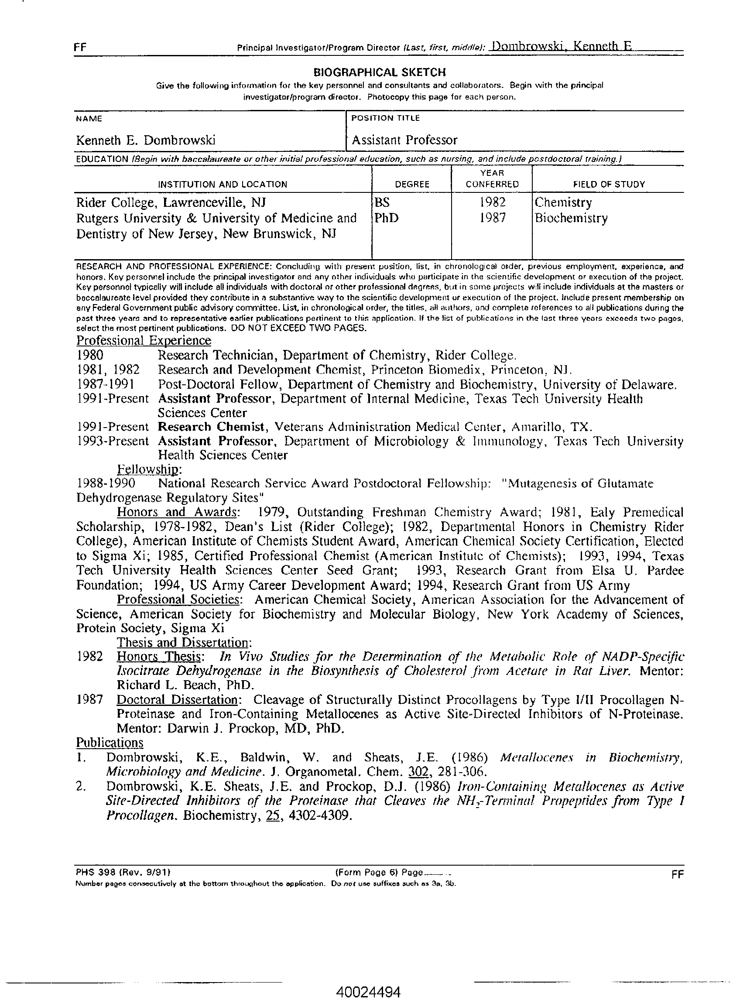 FF
Principal Investigator/Program Director (Last, first, middle): Dombrowski, Kenneth E
BIOGRAPHICAL SKETCH
Give the following information for the key personnel and consultants and collaborators. Begin with the principal
investigator/program director. Photocopy this page for each person.
NAME
POSITION TITLE
Kenneth E. Dombrowski
Assistant Professor
EDUCATION (Begin with baccalaureate or other initial professional education, such as nursing, and include postdoctoral training.)
INSTITUTION AND LOCATION DEGREE YEAR CONFERRED FIELD OF STUDY
Rider College, Lawrenceville, NJ BS 1982 Chemistry
Rutgers University & University of Medicine and PhD 1987 Biochemistry
Dentistry of New Jersey, New Brunswick, NJ
RESEARCH AND PROFESSIONAL EXPERIENCE: Concluding with present position, list, in chronological order, previous employment, experience, and
honors. Key personnel include the principal investigator and any other individuals who participate in the scientific development or execution of the project.
Key personnel typically will include all individuals with doctoral or other professional degrees, but in some projects will include individuals at the masters or
baccalaureate level provided they contribute in a substantive way to the scientific development or execution of the project. Include present membership on
any Federal Government public advisory committee. List, in chronological order, the titles, all authors, and complete references to all publications during the
past three years and to representative earlier publications pertinent to this application. If the list of publications in the last three years exceeds two pages,
select the most pertinent publications. DO NOT EXCEED TWO PAGES.
Professional Experience
1980 Research Technician, Department of Chemistry, Rider College.
1981, 1982 Research and Development Chemist, Princeton Biomedix, Princeton, NJ.
1987-1991 Post-Doctoral Fellow, Department of Chemistry and Biochemistry, University of Delaware.
1991-Present Assistant Professor, Department of Internal Medicine, Texas Tech University Health
Sciences Center
1991-Present Research Chemist, Veterans Administration Medical Center, Amarillo, TX.
1993-Present Assistant Professor, Department of Microbiology & Immunology, Texas Tech University
Health Sciences Center
Fellowship:
1988-1990 National Research Service Award Postdoctoral Fellowship: "Mutagenesis of Glutamate
Dehydrogenase Regulatory Sites"
Honors and Awards: 1979, Outstanding Freshman Chemistry Award; 1981, Ealy Premedical
Scholarship, 1978-1982, Dean's List (Rider College); 1982, Departmental Honors in Chemistry Rider
College), American Institute of Chemists Student Award, American Chemical Society Certification, Elected
to Sigma Xi; 1985, Certified Professional Chemist (American Institute of Chemists); 1993, 1994, Texas
Tech University Health Sciences Center Seed Grant; 1993, Research Grant from Elsa U. Pardee
Foundation; 1994, US Army Career Development Award; 1994, Research Grant from US Army
Professional Societies: American Chemical Society, American Association for the Advancement of
Science, American Society for Biochemistry and Molecular Biology, New York Academy of Sciences,
Protein Society, Sigma Xi
Thesis and Dissertation:
1982 Honors Thesis: In Vivo Studies for the Determination of the Metabolic Role of NADP-Specific
Isocitrate Dehydrogenase in the Biosynthesis of Cholesterol from Acetate in Rat Liver. Mentor:
Richard L. Beach, PhD.
1987 Doctoral Dissertation: Cleavage of Structurally Distinct Procollagens by Type I/II Procollagen N-
Proteinase and Iron-Containing Metallocenes as Active Site-Directed Inhibitors of N-Proteinase.
Mentor: Darwin J. Prockop, MD, PhD.
Publications
1. Dombrowski, K.E., Baldwin, W. and Sheats, J.E. (1986) Metallocenes in Biochemistry,
Microbiology and Medicine. J. Organometal. Chem. 302, 281-306.
2. Dombrowski, K.E. Sheats, J.E. and Prockop, D.J. (1986) Iron-Containing Metallocenes as Active
Site-Directed Inhibitors of the Proteinase that Cleaves the NH2-Terminal Propeptides from Type I
Procollagen. Biochemistry, 25, 4302-4309.
PHS 398 (Rev. 9/91) (Form Page 6) Page FF
Number pages consecutively at the bottom throughout the application. Do not use suffixes such as 3a, 3b.
40024494